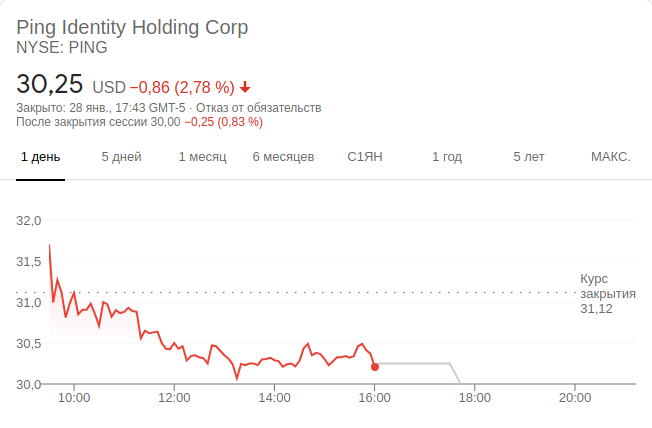 Ping Identity Holding Corp
NYSE: PING
30,25 USD −0,86 (2,78 %)
Закрыто: 28 янв., 17:43 GMT-5 · Отказ от обязательств
После закрытия сессии 30,00 −0,25 (0,83 %)
1 день 5 дней 1 месяц 6 месяцев С1ЯН 1 год 5 лет МАКС.
32,0
31,5
Курс
закрытия
31,12
31,0
30,5
30,0
10:00 12:00 14:00 16:00 18:00 20:00